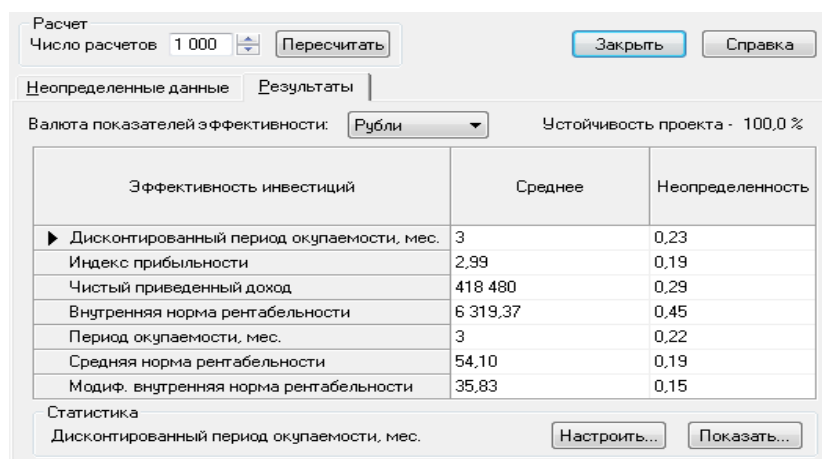 Расчет
Число расчетов 1 000 Пересчитать Закрыть Справка
Неопределенные данные Результаты
Валюта показателей эффективности: Рубли Устойчивость проекта - 100,0 %
Эффективность инвестиций Среднее Неопределенность
Дисконтированный период окупаемости, мес. 3 0,23
Индекс прибыльности 2,99 0,19
Чистый приведенный доход 418 480 0,29
Внутренняя норма рентабельности 6 319,37 0,45
Период окупаемости, мес. 3 0,22
Средняя норма рентабельности 54,10 0,19
Модиф. внутренняя норма рентабельности 35,83 0,15
Статистика
Дисконтированный период окупаемости, мес. Настроить... Показать...